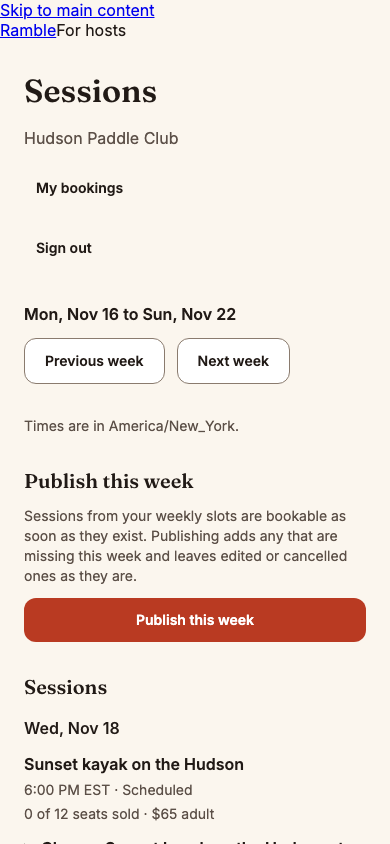 Skip to main content
RambleFor hosts
Sessions
Hudson Paddle Club
My bookings
Sign out
Mon, Nov 16 to Sun, Nov 22
Previous week Next week
Times are in America/New_York.
Publish this week
Sessions from your weekly slots are bookable as
soon as they exist. Publishing adds any that are
missing this week and leaves edited or cancelled
ones as they are.
Publish this week
Sessions
Wed, Nov 18
Sunset kayak on the Hudson
6:00 PM EST · Scheduled
0 of 12 seats sold · $65 adult